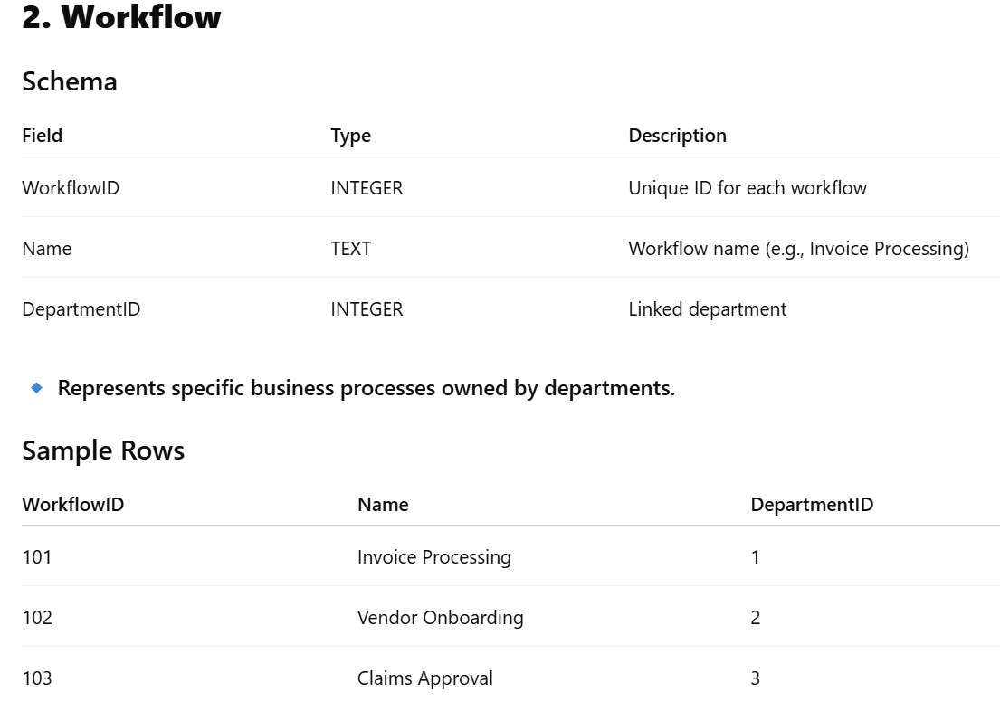 2. Workflow
Schema
Field Type Description
WorkflowID INTEGER Unique ID for each workflow
Name TEXT Workflow name (e.g., Invoice Processing)
DepartmentID INTEGER Linked department
🔹 Represents specific business processes owned by departments.
Sample Rows
WorkflowID Name DepartmentID
101 Invoice Processing 1
102 Vendor Onboarding 2
103 Claims Approval 3